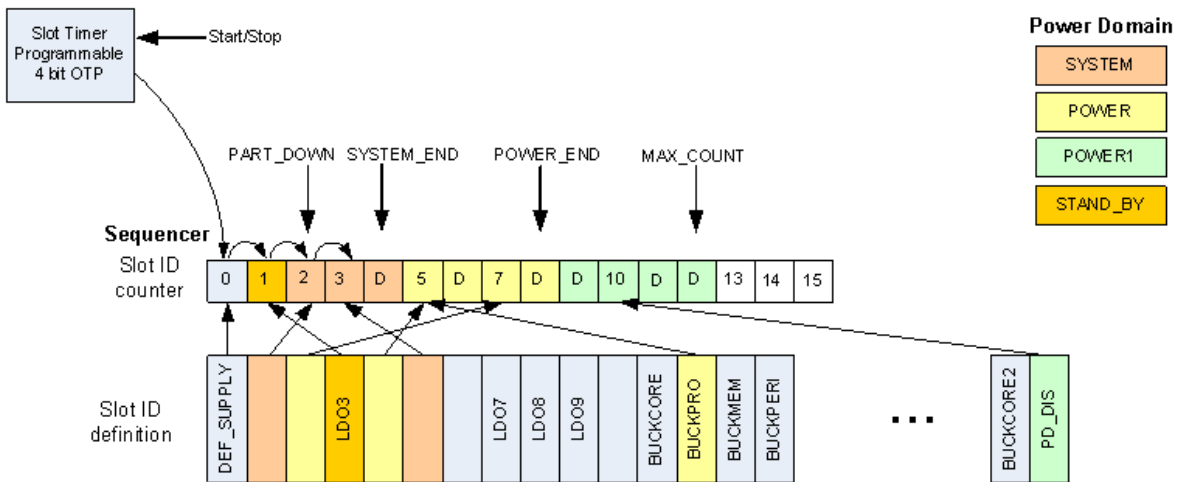 Slot Timer
Programmable
4 bit OTP
Start/Stop
Power Domain
SYSTEM
POWER
POWER1
STAND_BY
PART_DOWN SYSTEM_END POWER_END MAX_COUNT
Sequencer
Slot ID
counter
0 1 2 3 D 5 D 7 D D 10 D D 13 14 15
Slot ID
definition
DEF_SUPPLY
LDO3
LDO7
LDO8
LDO9
BUCKCORE
BUCKPRO
BUCKMEM
BUCKPERI
BUCKCORE2
PD_DIS